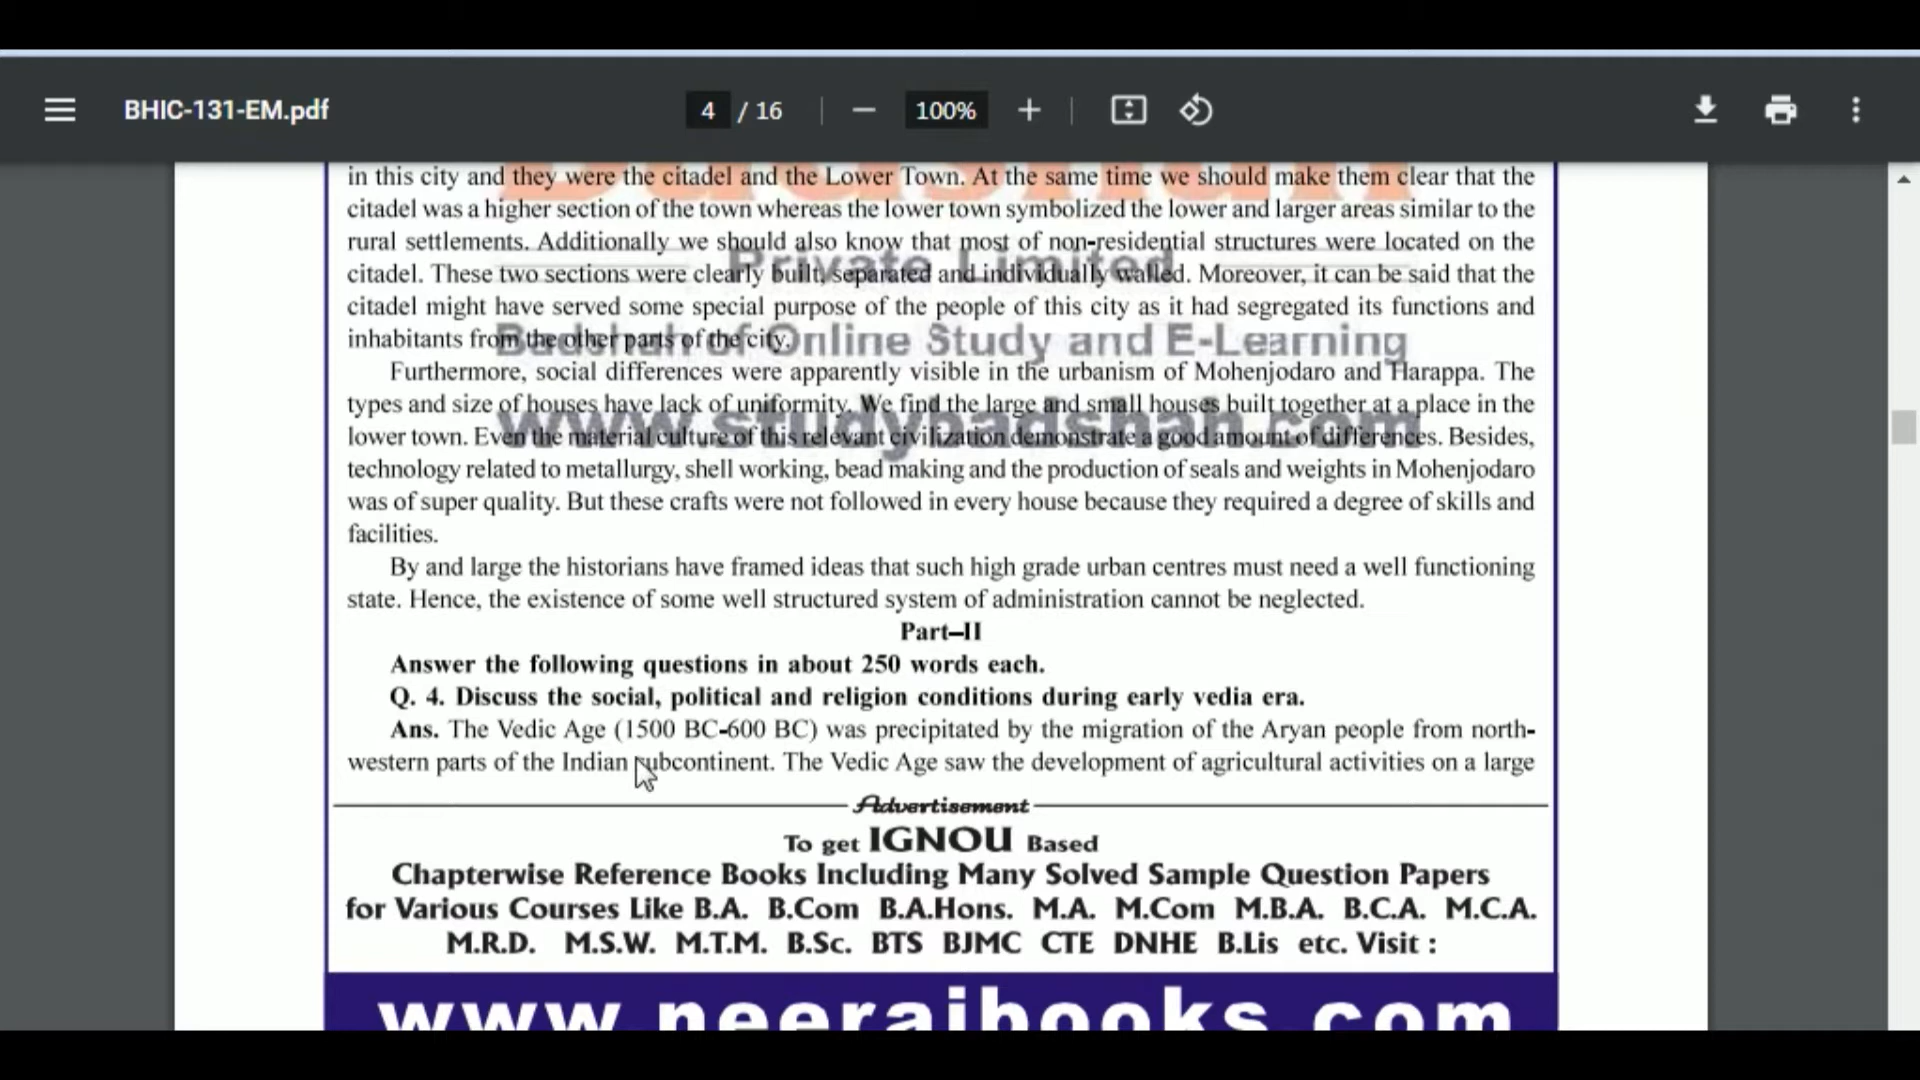 BHIC-131-EM.pdf
4 / 16
100%
in this city and they were the citadel and the Lower Town. At the same time we should make them clear that the
citadel was a higher section of the town whereas the lower town symbolized the lower and larger areas similar to the
rural settlements. Additionally we should also know that most of non-residential structures were located on the
Private Limited
citadel. These two sections were clearly built, separated and individually walled. Moreover, it can be said that the
citadel might have served some special purpose of the people of this city as it had segregated its functions and
inhabitants from the other parts of the city.
Badshah of Online Study and E-Learning
Furthermore, social differences were apparently visible in the urbanism of Mohenjodaro and Harappa. The
types and size of houses have lack of uniformity. We find the large and small houses built together at a place in the
www.studybadshah.com
lower town. Even the material culture of this relevant civilization demonstrate a good amount of differences. Besides,
technology related to metallurgy, shell working, bead making and the production of seals and weights in Mohenjodaro
was of super quality. But these crafts were not followed in every house because they required a degree of skills and
facilities.
By and large the historians have framed ideas that such high grade urban centres must need a well functioning
state. Hence, the existence of some well structured system of administration cannot be neglected.
Part–II
Answer the following questions in about 250 words each.
Q. 4. Discuss the social, political and religion conditions during early vedia era.
Ans. The Vedic Age (1500 BC-600 BC) was precipitated by the migration of the Aryan people from north-
western parts of the Indian subcontinent. The Vedic Age saw the development of agricultural activities on a large
Advertisement
To get IGNOU Based
Chapterwise Reference Books Including Many Solved Sample Question Papers
for Various Courses Like B.A. B.Com B.A.Hons. M.A. M.Com M.B.A. B.C.A. M.C.A.
M.R.D. M.S.W. M.T.M. B.Sc. BTS BJMC CTE DNHE B.Lis etc. Visit :
www.neerajbooks.com